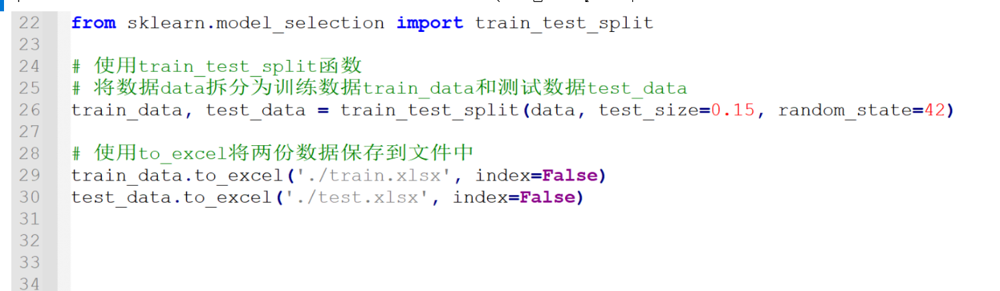 22 from sklearn.model_selection import train_test_split
23
24 # 使用train_test_split函数
25 # 将数据data拆分为训练数据train_data和测试数据test_data
26 train_data, test_data = train_test_split(data, test_size=0.15, random_state=42)
27
28 # 使用to_excel将两份数据保存到文件中
29 train_data.to_excel('./train.xlsx', index=False)
30 test_data.to_excel('./test.xlsx', index=False)
31
32
33
34